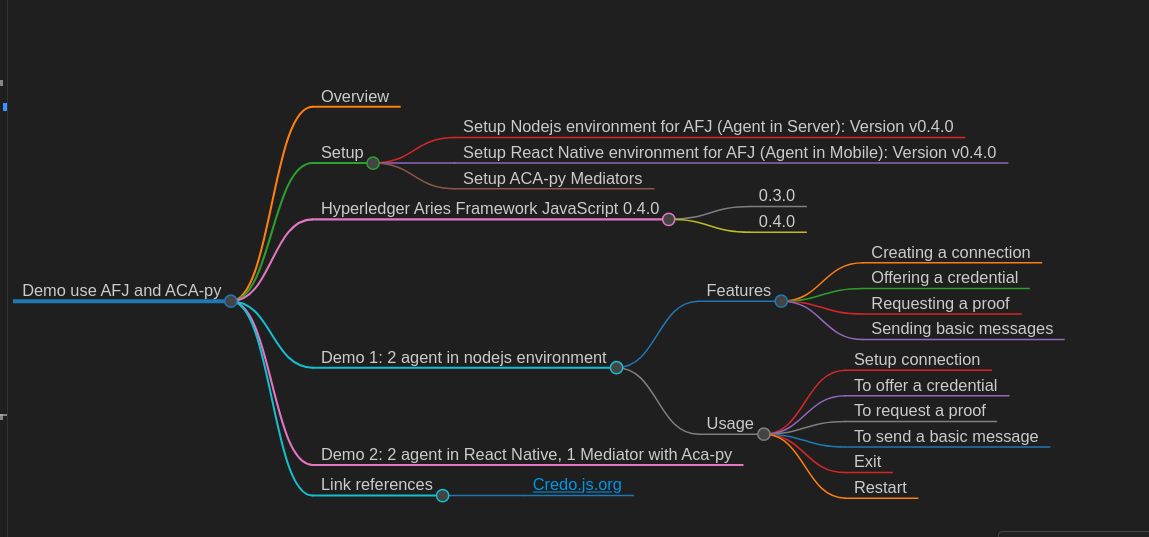 Demo use AFJ and ACA-py
Overview
Setup
Setup Nodejs environment for AFJ (Agent in Server): Version v0.4.0
Setup React Native environment for AFJ (Agent in Mobile): Version v0.4.0
Setup ACA-py Mediators
Hyperledger Aries Framework JavaScript 0.4.0
0.3.0
0.4.0
Demo 1: 2 agent in nodejs environment
Features
Creating a connection
Offering a credential
Requesting a proof
Sending basic messages
Usage
Setup connection
To offer a credential
To request a proof
To send a basic message
Exit
Restart
Demo 2: 2 agent in React Native, 1 Mediator with Aca-py
Link references
Credo.js.org